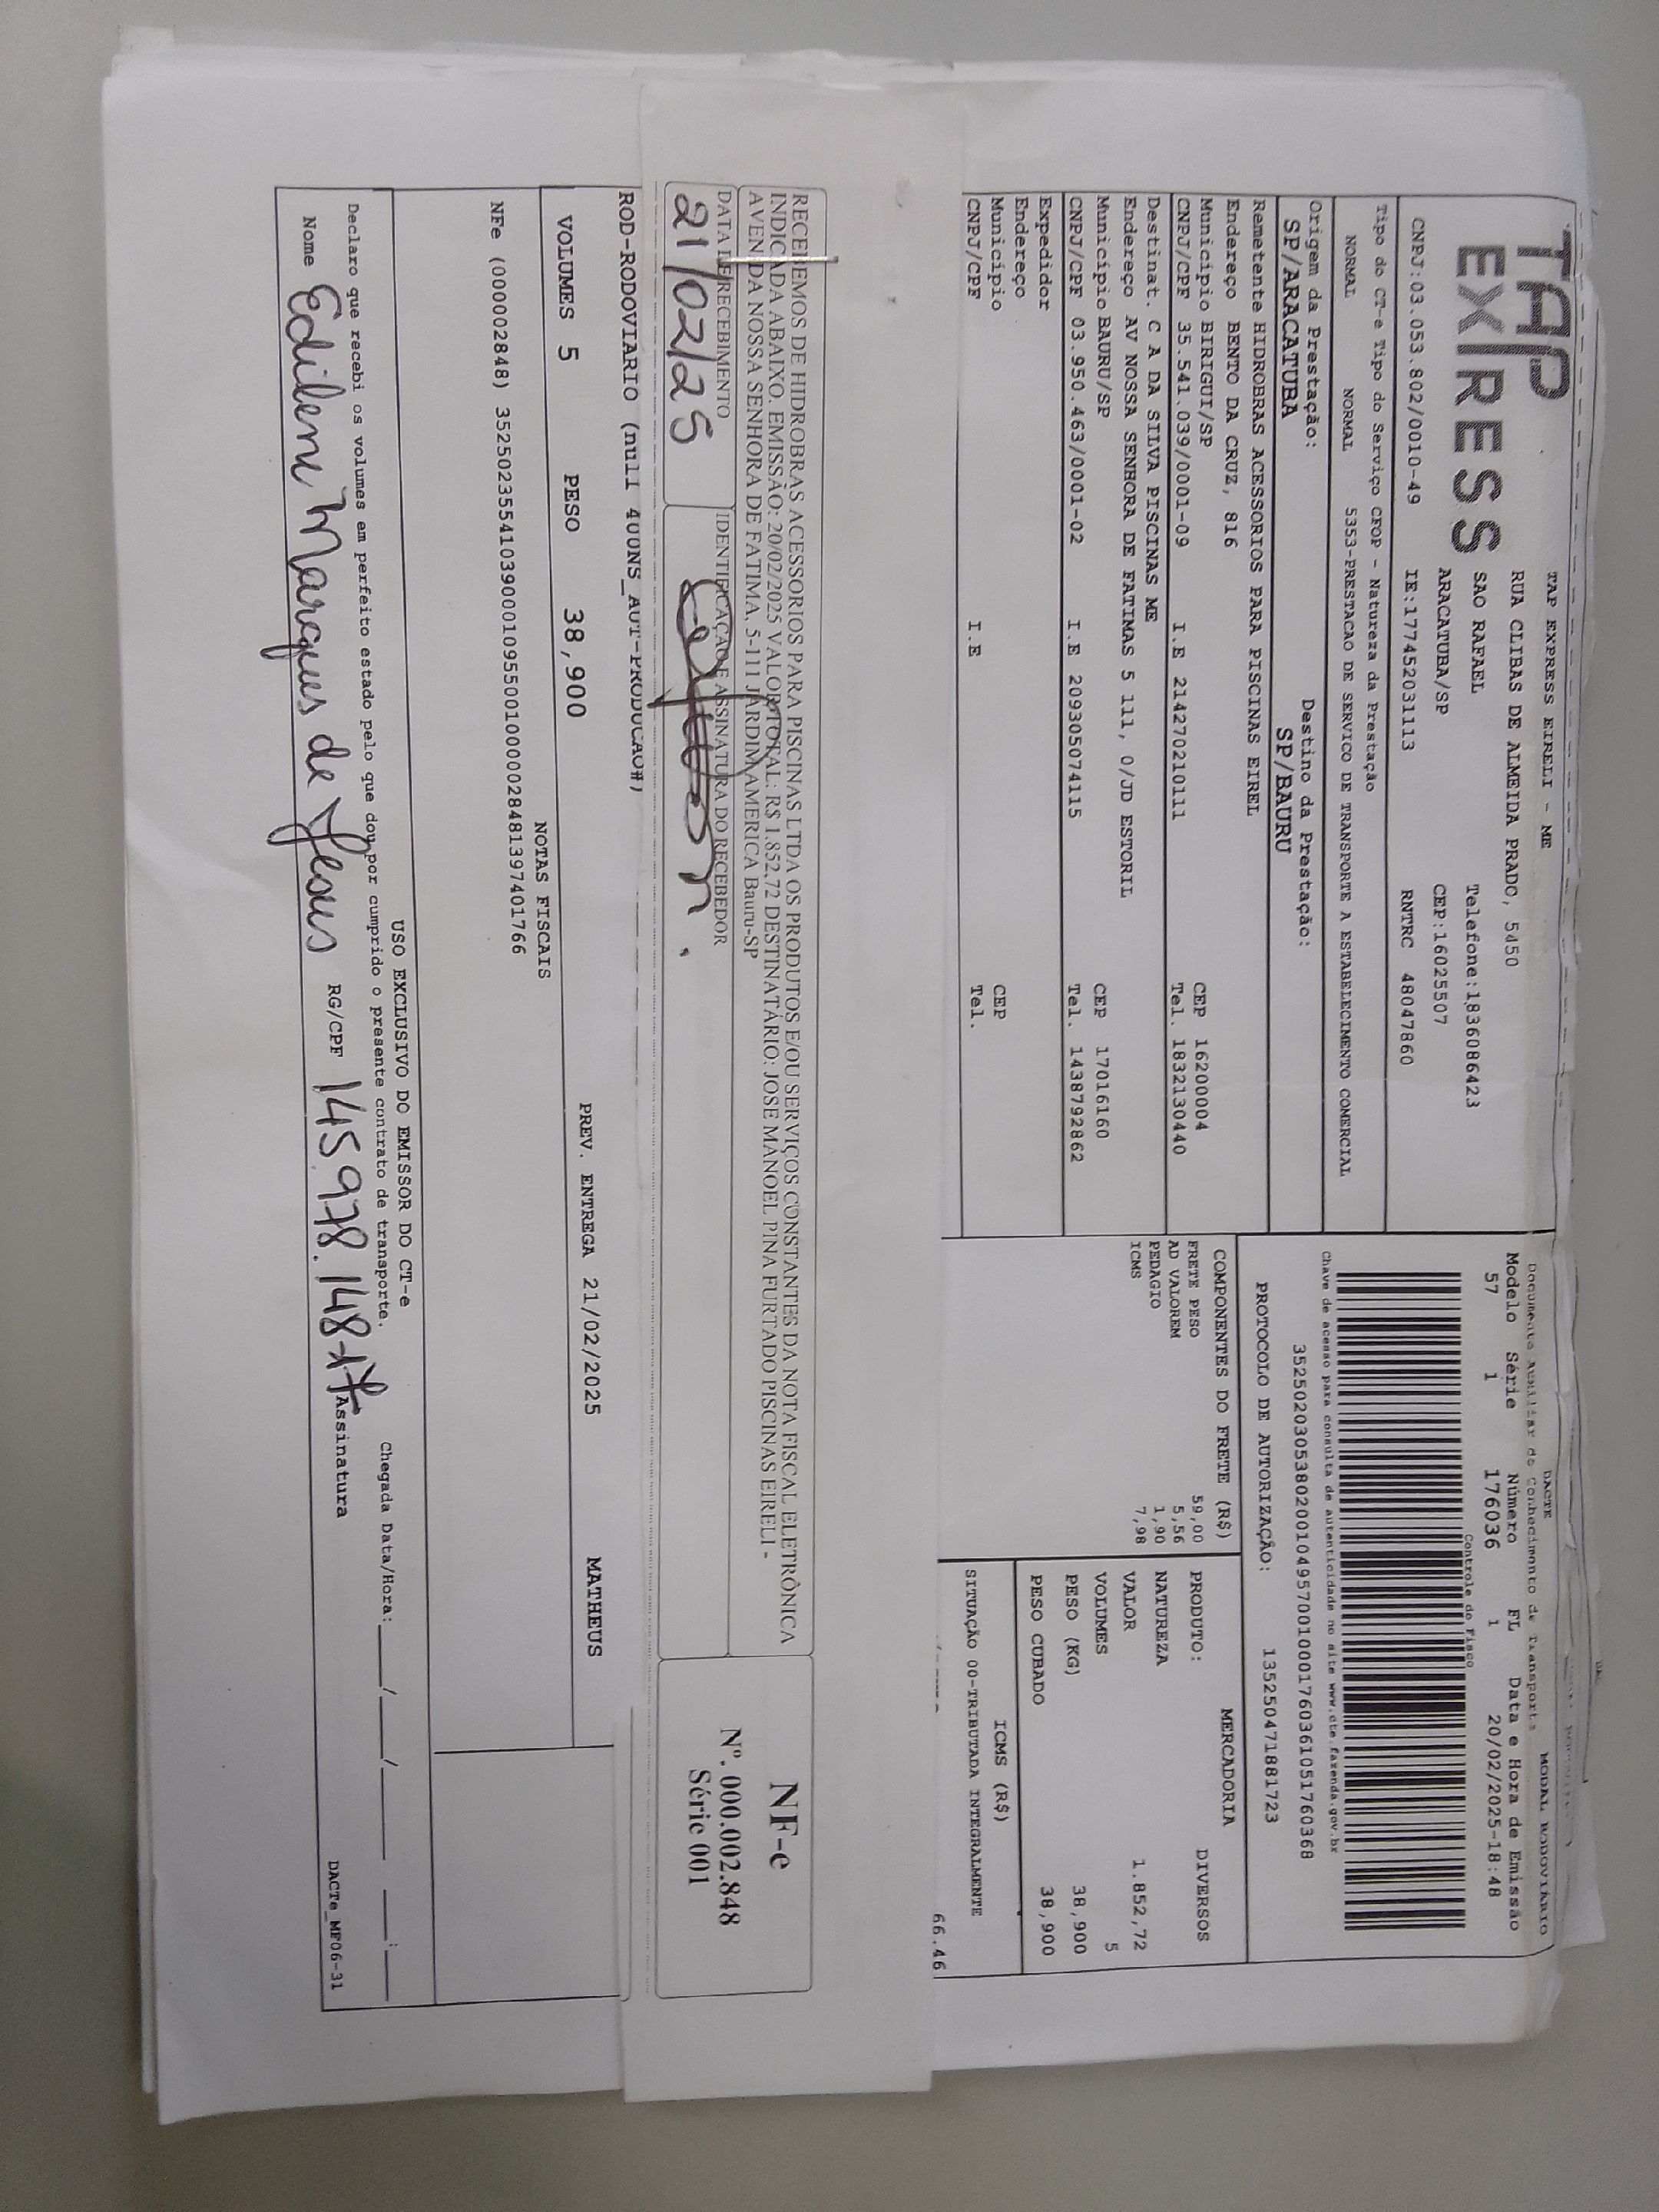 TAP
EXPRESS
TAP EXPRESS EIRELI - ME
RUA CLIBAS DE ALMEIDA PRADO, 5450
SAO RAFAEL Telefone:1836086423
ARACATUBA/SP CEP:16025507
CNPJ:03.053.802/0010-49 IE:177452031113 RNTRC 48047860
Tipo do CT-e Tipo do Serviço CFOP - Natureza da Prestação
NORMAL NORMAL 5353-PRESTACAO DE SERVICO DE TRANSPORTE A ESTABELECIMENTO COMERCIAL
Origem da Prestação: Destino da Prestação:
SP/ARACATUBA SP/BAURU
Remetente HIDROBRAS ACESSORIOS PARA PISCINAS EIREL
Endereço BENTO DA CRUZ, 816
Município BIRIGUI/SP CEP 16200004
CNPJ/CPF 35.541.039/0001-09 I.E 214270210111 Tel. 1832130440
Destinat. C A DA SILVA PISCINAS ME
Endereço AV NOSSA SENHORA DE FATIMAS 5 111, 0/JD ESTORIL
Município BAURU/SP CEP 17016160
CNPJ/CPF 03.950.463/0001-02 I.E 209305074115 Tel. 1438792862
Expedidor
Endereço
Município CEP
CNPJ/CPF I.E Tel.
DACTE MODAL RODOVIÁRIO
Documento Auxiliar do Conhecimento de Transporte
Modelo Série Número FL Data e Hora de Emissão
57 1 176036 1 20/02/2025-18:48
Controle do Fisco
Chave de acesso para consulta de autenticidade no site www.cte.fazenda.gov.br
35250203053802001049570010001760361051760368
PROTOCOLO DE AUTORIZAÇÃO: 135250471881723
COMPONENTES DO FRETE (R$)
FRETE PESO 59,00
AD VALOREM 5,56
PEDAGIO 1,90
ICMS 7,98
MERCADORIA
PRODUTO: DIVERSOS
NATUREZA
VALOR 1.852,72
VOLUMES 5
PESO (KG) 38,900
PESO CUBADO 38,900
ICMS (R$)
SITUAÇÃO 00-TRIBUTADA INTEGRALMENTE
66.46
RECEBEMOS DE HIDROBRAS ACESSORIOS PARA PISCINAS LTDA OS PRODUTOS E/OU SERVIÇOS CONSTANTES DA NOTA FISCAL ELETRÔNICA
INDICADA ABAIXO. EMISSÃO: 20/02/2025 VALOR TOTAL: R$ 1.852,72 DESTINATÁRIO: JOSE MANOEL PINA FURTADO PISCINAS EIRELI -
AVENIDA NOSSA SENHORA DE FATIMA, 5-111 JARDIM AMERICA Bauru-SP
DATA DE RECEBIMENTO IDENTIFICAÇÃO E ASSINATURA DO RECEBEDOR
21/02/25
NF-e
Nº. 000.002.848
Série 001
ROD-RODOVIARIO (null 4UUNS_AUT-PRODUCAO#)
VOLUMES 5 PESO 38,900 PREV. ENTREGA 21/02/2025 MATHEUS
NOTAS FISCAIS
NFe (000002848) 35250235541039000109550010000028481397401766
USO EXCLUSIVO DO EMISSOR DO CT-e
Declaro que recebi os volumes em perfeito estado pelo que dou por cumprido o presente contrato de transporte. Chegada Data/Hora: ___/___/_____ ___:___
Nome Edileni Marques de Jesus RG/CPF 145.978.148-17 Assinatura
DACTe_MF06-31